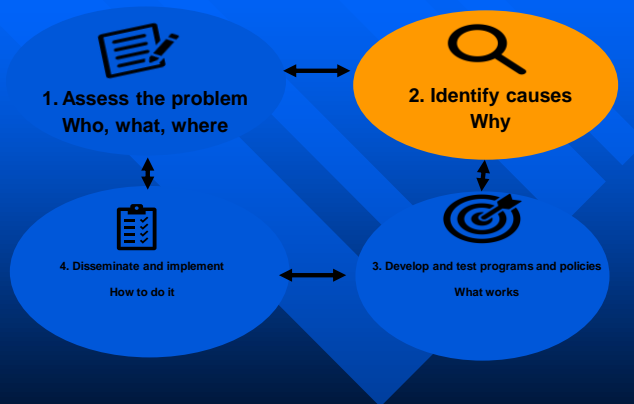 1. Assess the problem
Who, what, where
2. Identify causes
Why
4. Disseminate and implement
How to do it
3. Develop and test programs and policies
What works